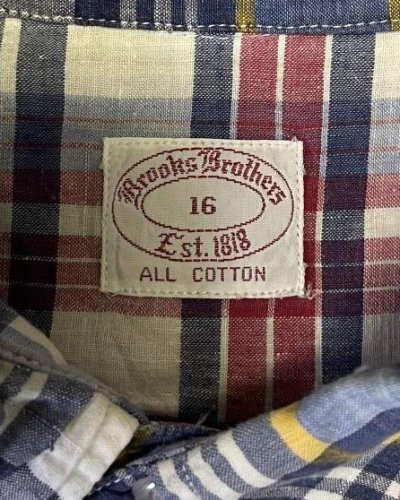 Brooks Brothers
16
Est. 1818
ALL COTTON